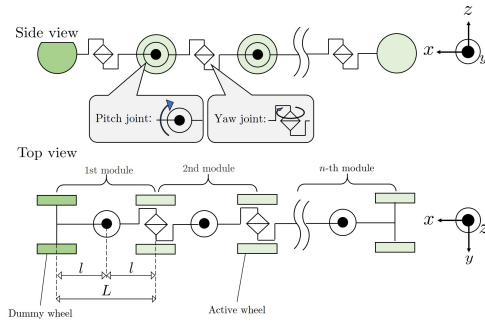 Side view
z
x
y
Pitch joint:
Yaw joint:
Top view
1st module
2nd module
n-th module
x
z
y
l
l
L
Dummy wheel
Active wheel